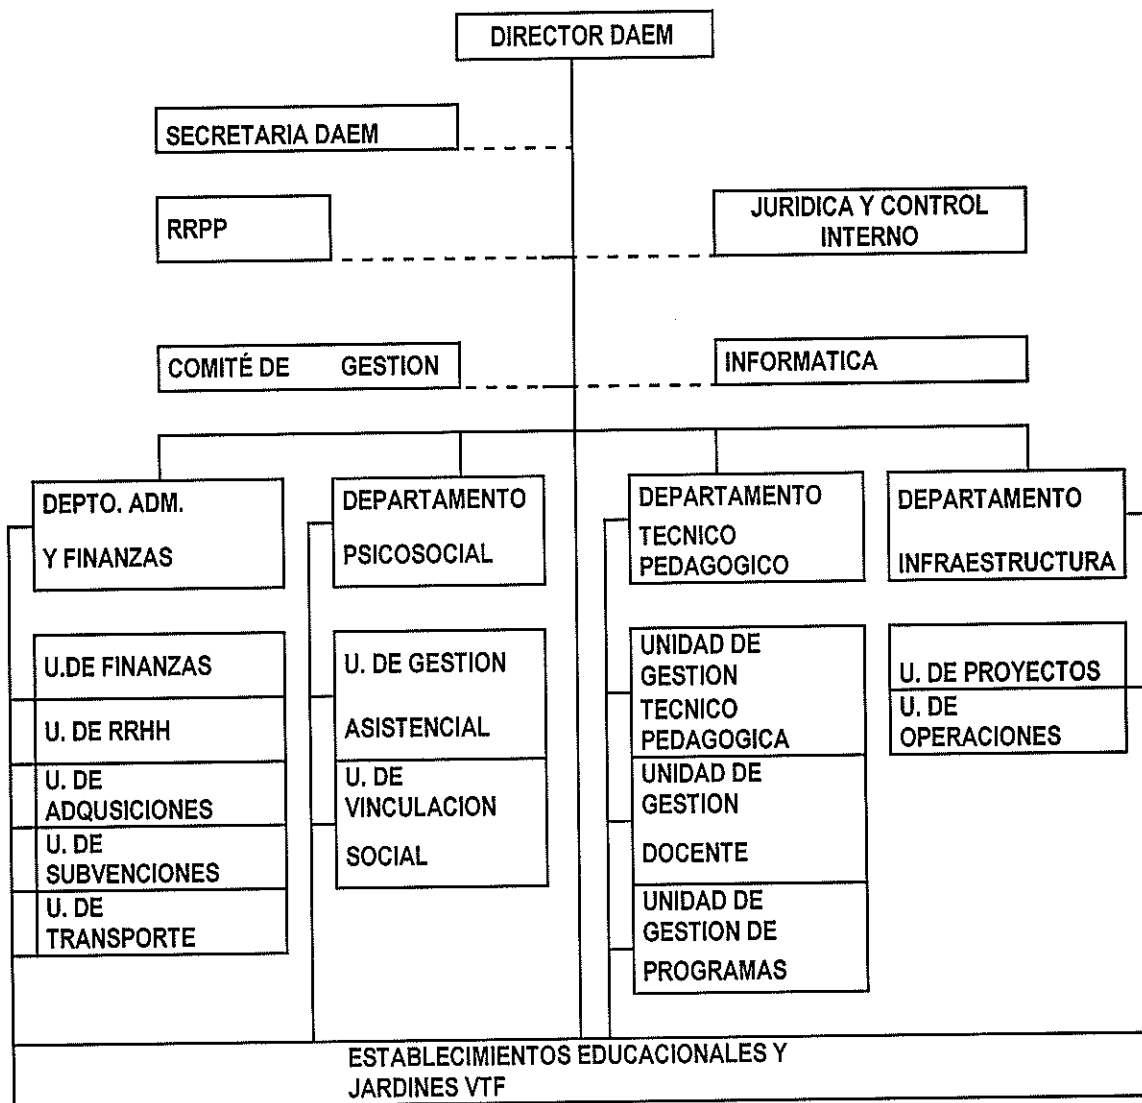 DIRECTOR DAEM
SECRETARIA DAEM
RRPP
JURIDICA Y CONTROL
INTERNO
COMITÉ DE GESTION
INFORMATICA
DEPTO. ADM.
Y FINANZAS
DEPARTAMENTO
PSICOSOCIAL
DEPARTAMENTO
TECNICO
PEDAGOGICO
DEPARTAMENTO
INFRAESTRUCTURA
U.DE FINANZAS
U. DE RRHH
U. DE
ADQUSICIONES
U. DE
SUBVENCIONES
U. DE
TRANSPORTE
U. DE GESTION
ASISTENCIAL
U. DE
VINCULACION
SOCIAL
UNIDAD DE
GESTION
TECNICO
PEDAGOGICA
UNIDAD DE
GESTION
DOCENTE
UNIDAD DE
GESTION DE
PROGRAMAS
U. DE PROYECTOS
U. DE
OPERACIONES
ESTABLECIMIENTOS EDUCACIONALES Y
JARDINES VTF